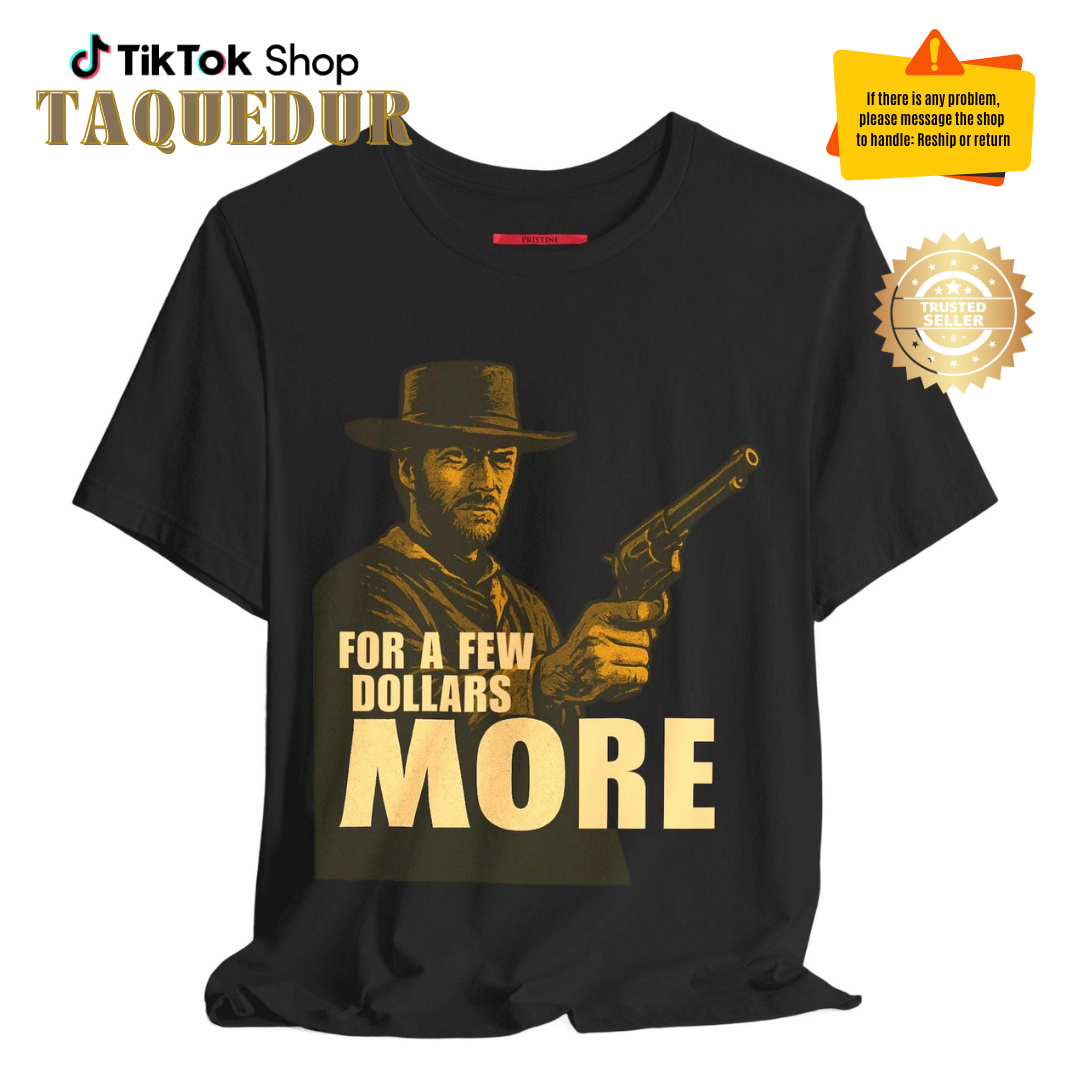 TikTok Shop
TAQUEDUR
If there is any problem,
please message the shop
to handle: Reship or return
PRISTINE
TRUSTED
SELLER
FOR A FEW
DOLLARS
MORE